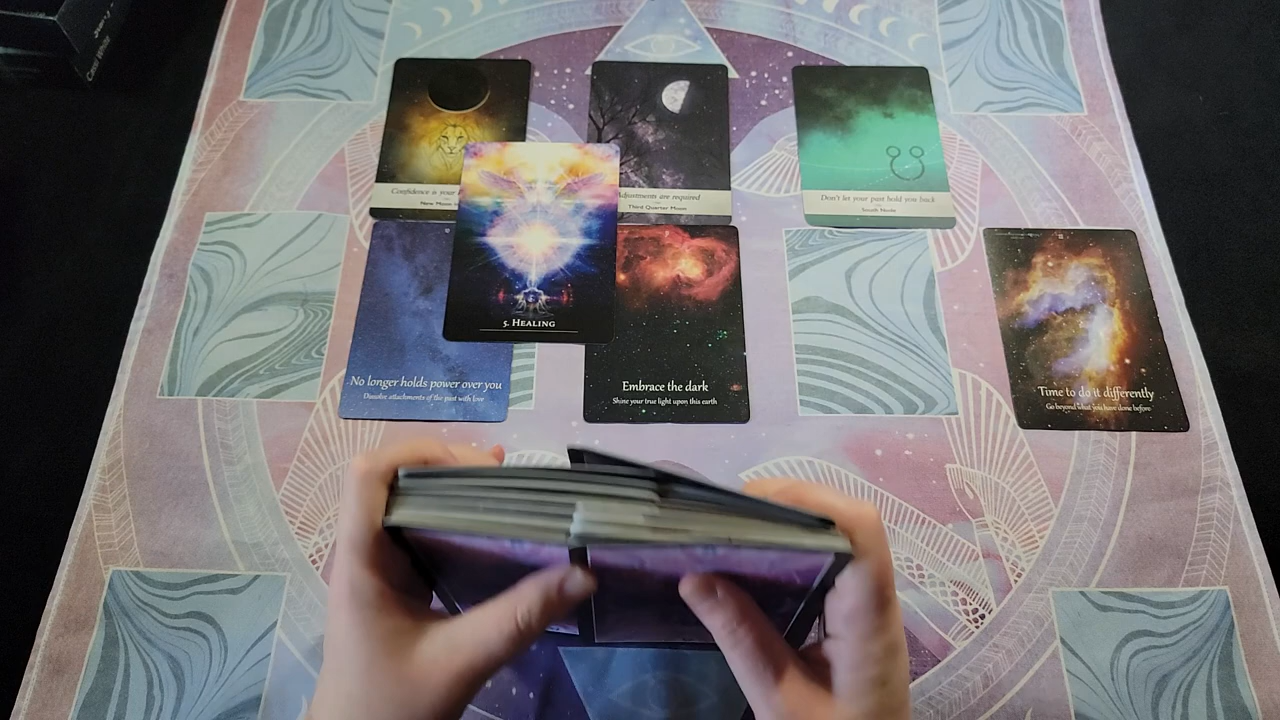 Confidence is your
New Moon
Adjustments are required
Third Quarter Moon
Don't let your past hold you back
South Node
5. Healing
No longer holds power over you
Dissolve attachments of the past with love
Embrace the dark
Shine your true light upon this earth
Time to do it differently
Go beyond what you have done before